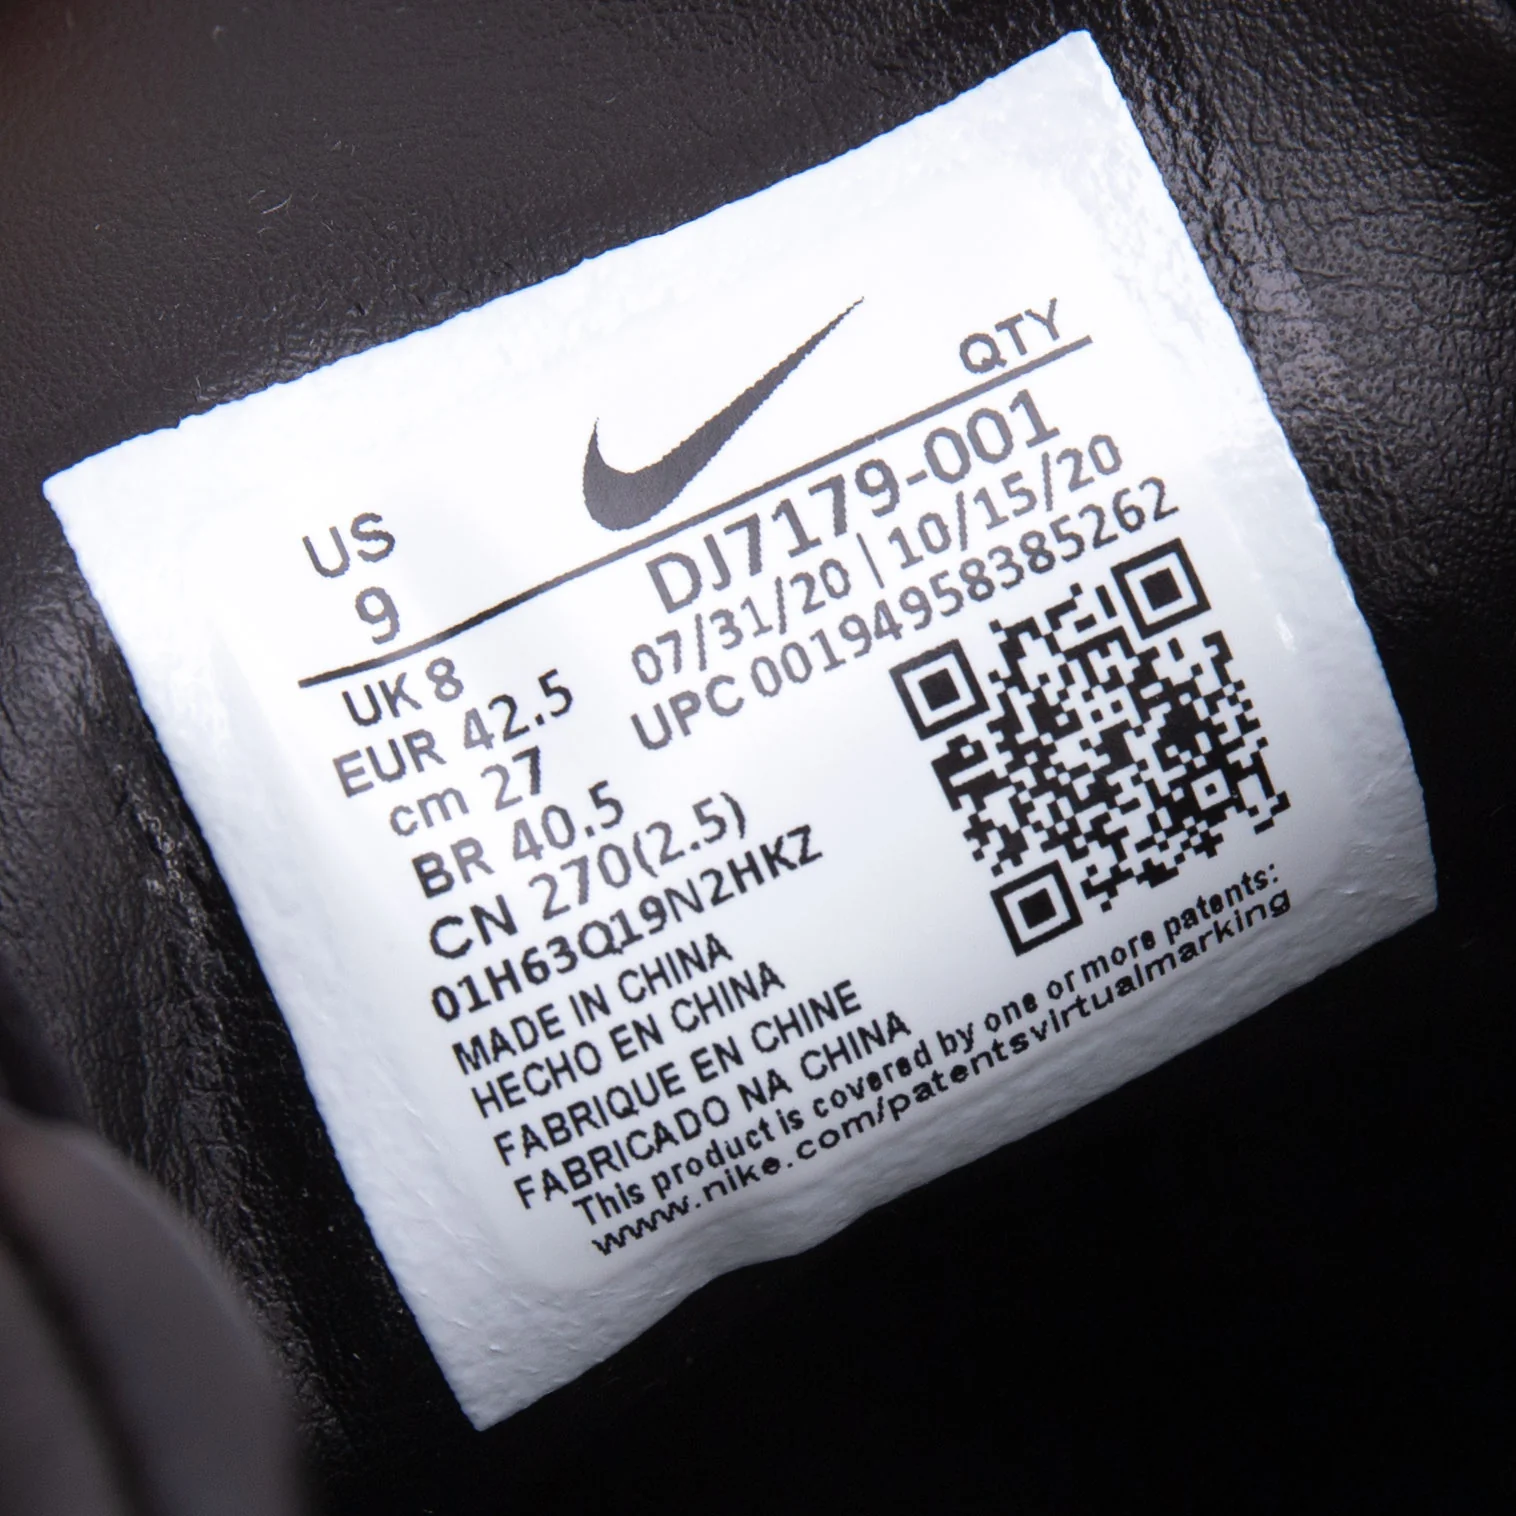 QTY
US
9
DJ7179-001
07/31/20 | 10/15/20
UPC 00194958385262
UK 8
EUR 42.5
cm 27
BR 40.5
CN 270(2.5)
01H63Q19N2HKZ
MADE IN CHINA
HECHO EN CHINA
FABRIQUE EN CHINE
FABRICADO NA CHINA
This product is covered by one or more patents:
www.nike.com/patentsvirtualmarking